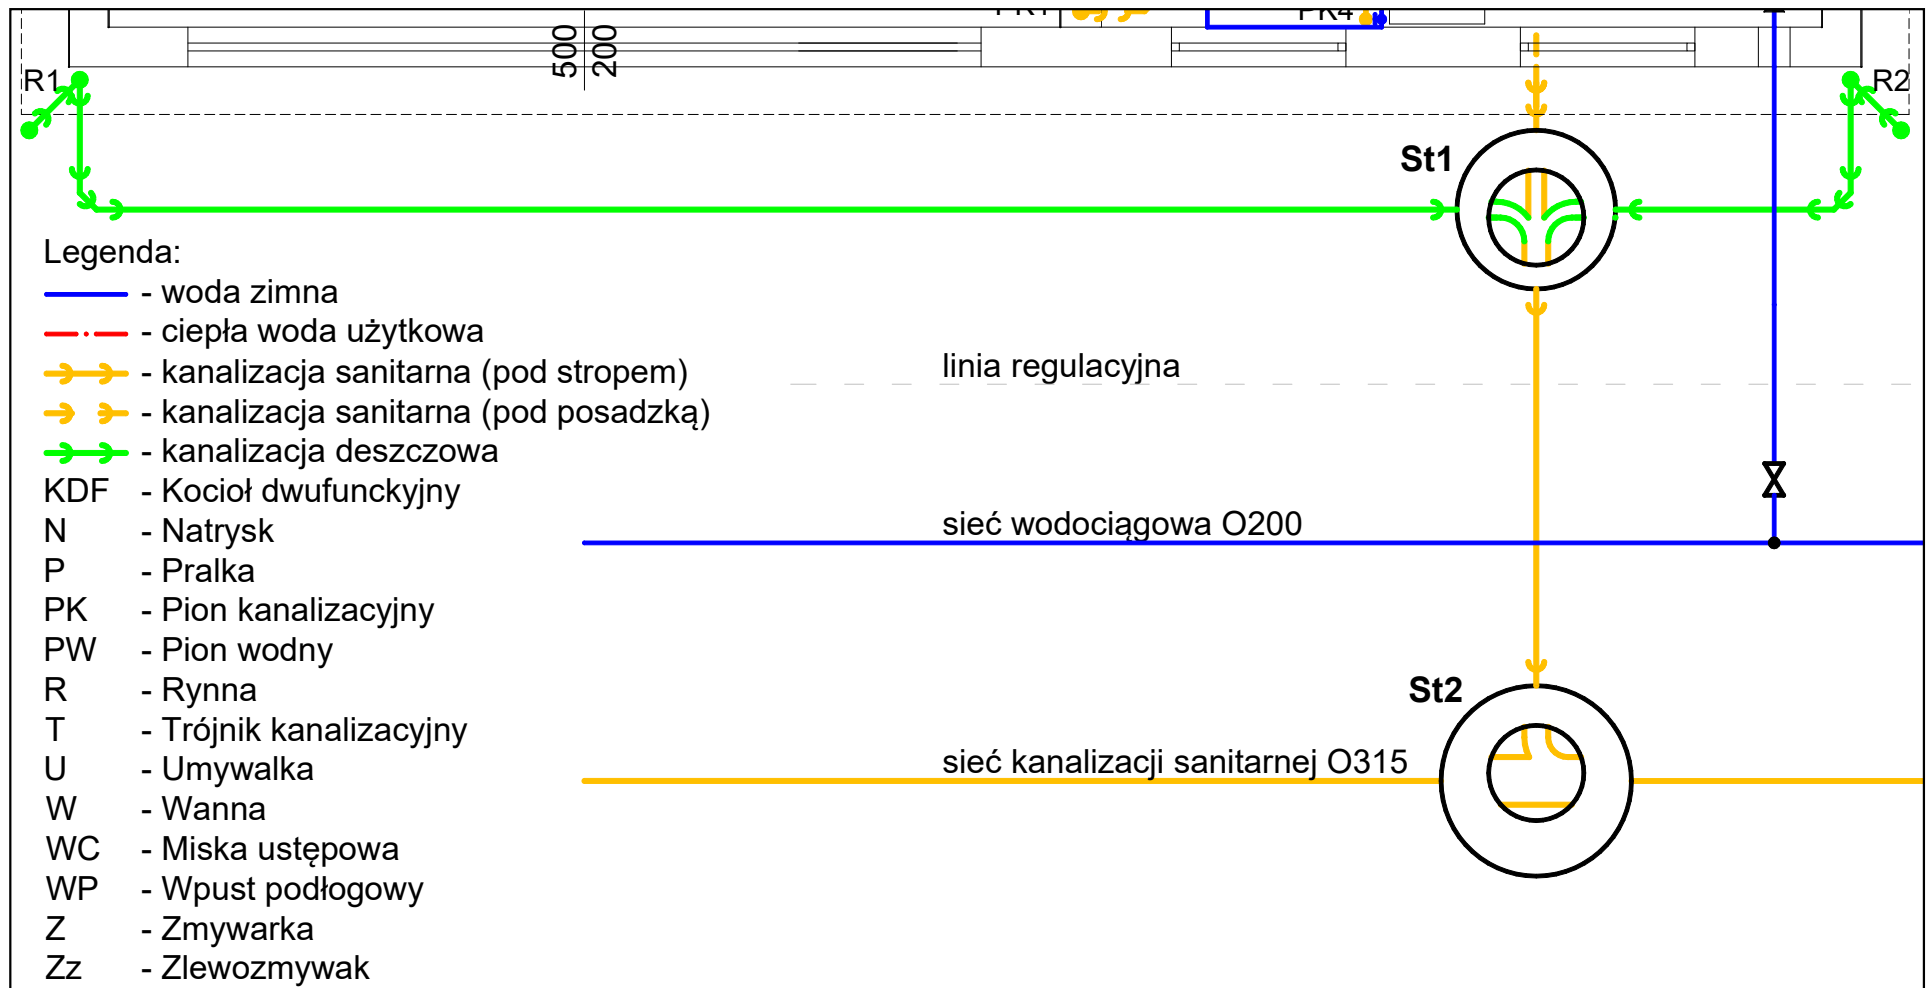 PK4
500
200
R1
R2
St1
Legenda:
- woda zimna
- ciepła woda użytkowa
- kanalizacja sanitarna (pod stropem)
- kanalizacja sanitarna (pod posadzką)
- kanalizacja deszczowa
KDF - Kocioł dwufunckyjny
N - Natrysk
P - Pralka
PK - Pion kanalizacyjny
PW - Pion wodny
R - Rynna
T - Trójnik kanalizacyjny
U - Umywalka
W - Wanna
WC - Miska ustępowa
WP - Wpust podłogowy
Z - Zmywarka
Zz - Zlewozmywak
linia regulacyjna
sieć wodociągowa O200
St2
sieć kanalizacji sanitarnej O315